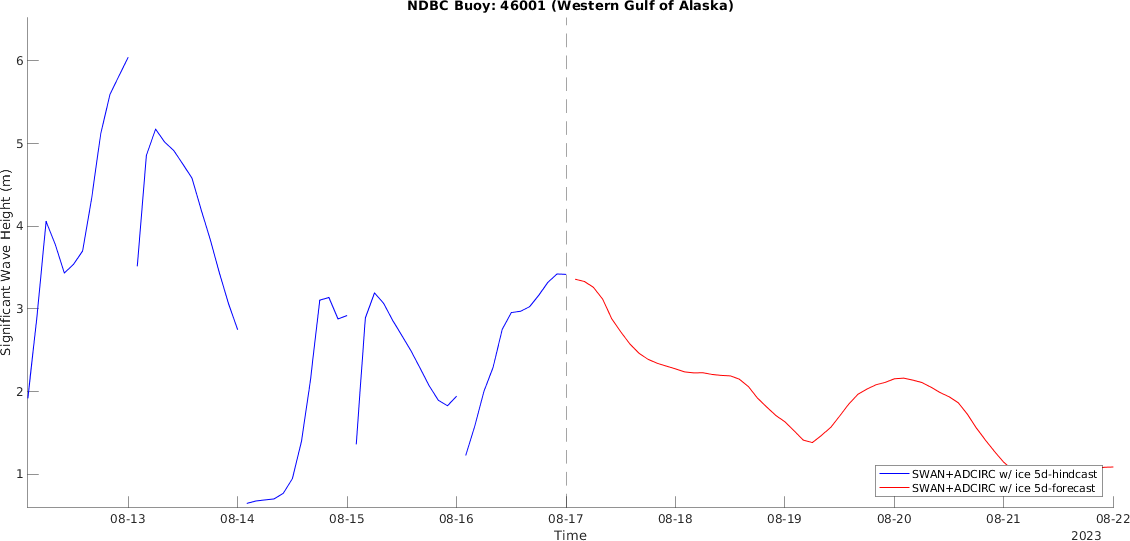 NDBC Buoy: 46001 (Western Gulf of Alaska)
Significant Wave Height (m)
6
5
4
3
2
1
SWAN+ADCIRC w/ ice 5d-hindcast
SWAN+ADCIRC w/ ice 5d-forecast
08-13 08-14 08-15 08-16 08-17 08-18 08-19 08-20 08-21 08-22
Time
2023